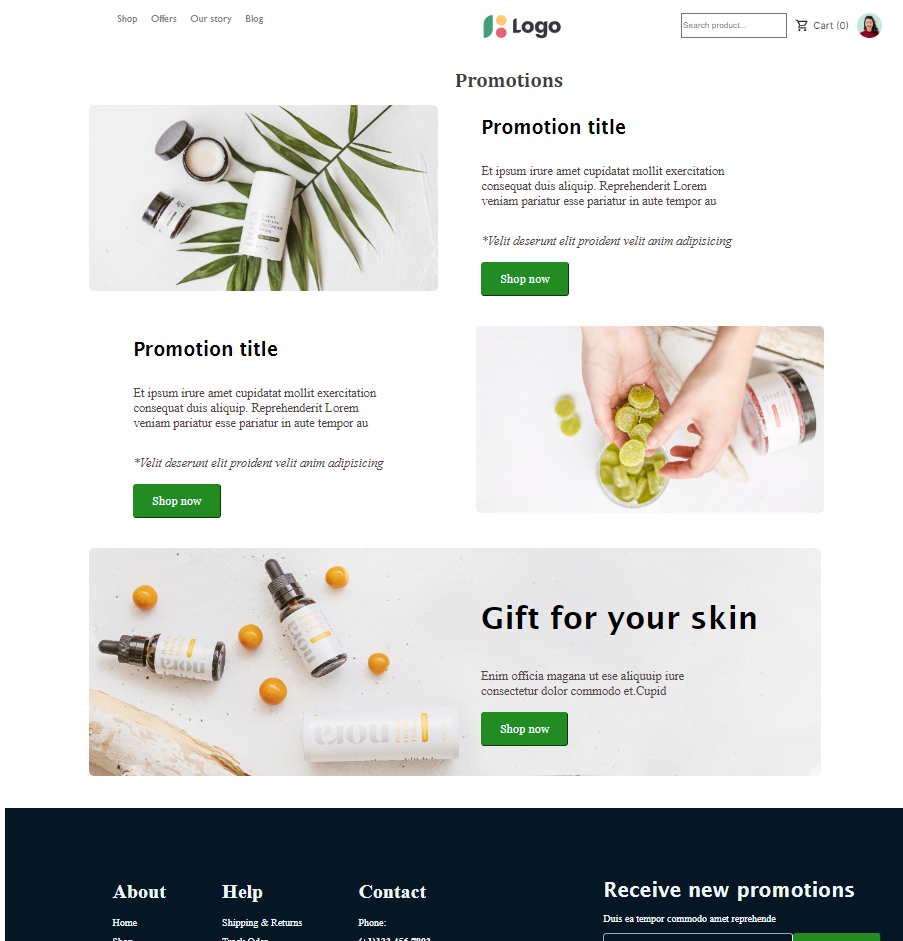 Shop Offers Our story Blog
Logo
Search product...
Cart (0)
Promotions
Promotion title
Et ipsum irure amet cupidatat mollit exercitation
consequat duis aliquip. Reprehenderit Lorem
veniam pariatur esse pariatur in aute tempor au
*Velit deserunt elit proident velit anim adipisicing
Shop now
Promotion title
Et ipsum irure amet cupidatat mollit exercitation
consequat duis aliquip. Reprehenderit Lorem
veniam pariatur esse pariatur in aute tempor au
*Velit deserunt elit proident velit anim adipisicing
Shop now
nora
nora
nora
nora
Gift for your skin
Enim officia magana ut ese aliquuip iure
consectetur dolor commodo et.Cupid
Shop now
About
Home
Help
Shipping & Returns
Contact
Phone:
Receive new promotions
Duis ea tempor commodo amet reprehende